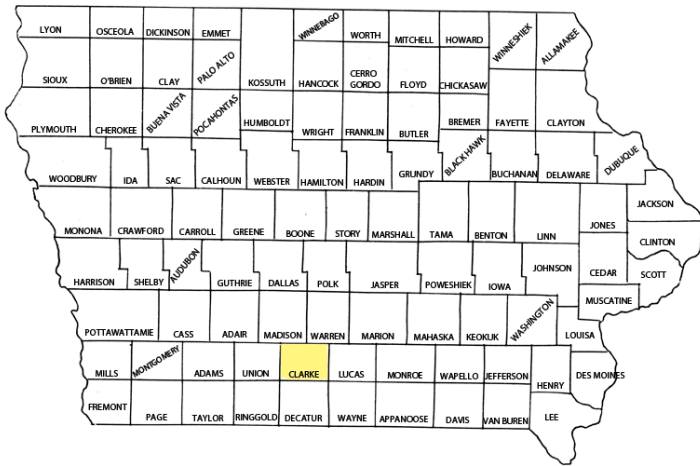 LYON OSCEOLA DICKINSON EMMET WINNEBAGO WORTH MITCHELL HOWARD WINNESHIEK ALLAMAKEE
SIOUX O'BRIEN CLAY PALO ALTO KOSSUTH HANCOCK CERRO GORDO FLOYD CHICKASAW
PLYMOUTH CHEROKEE BUENA VISTA POCAHONTAS HUMBOLDT WRIGHT FRANKLIN BUTLER BREMER FAYETTE CLAYTON
WOODBURY IDA SAC CALHOUN WEBSTER HAMILTON HARDIN GRUNDY BLACK HAWK BUCHANAN DELAWARE DUBUQUE
MONONA CRAWFORD CARROLL GREENE BOONE STORY MARSHALL TAMA BENTON LINN JONES JACKSON
CLINTON
HARRISON SHELBY AUDUBON GUTHRIE DALLAS POLK JASPER POWESHIEK IOWA JOHNSON CEDAR SCOTT
MUSCATINE
POTTAWATTAMIE CASS ADAIR MADISON WARREN MARION MAHASKA KEOKUK WASHINGTON LOUISA
MILLS MONTGOMERY ADAMS UNION CLARKE LUCAS MONROE WAPELLO JEFFERSON HENRY DES MOINES
FREMONT PAGE TAYLOR RINGGOLD DECATUR WAYNE APPANOOSE DAVIS VAN BUREN LEE